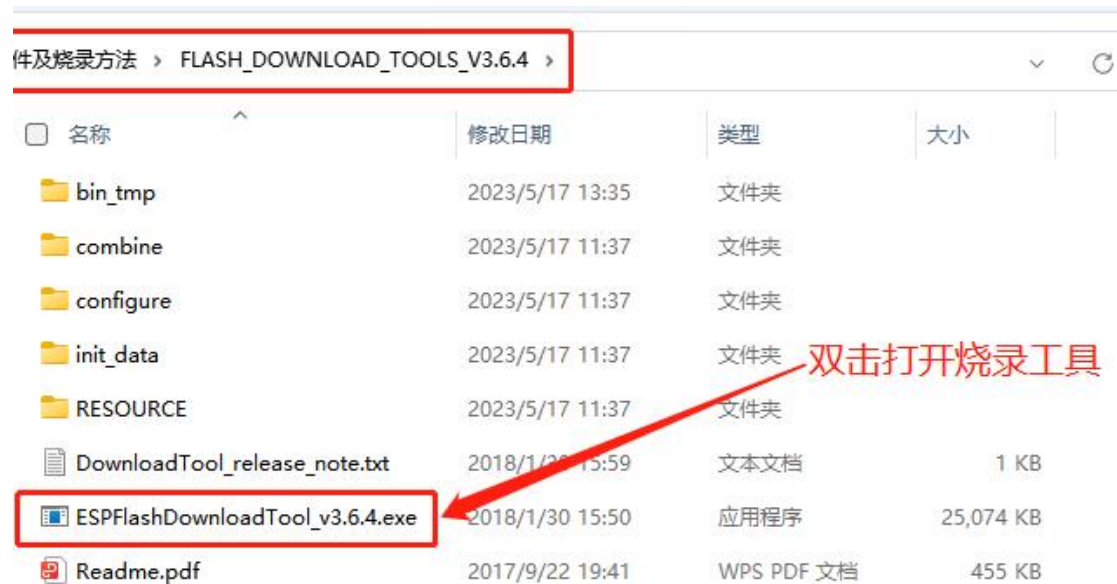 件及烧录方法 > FLASH_DOWNLOAD_TOOLS_V3.6.4 >
名称 修改日期 类型 大小
bin_tmp 2023/5/17 13:35 文件夹
combine 2023/5/17 11:37 文件夹
configure 2023/5/17 11:37 文件夹
init_data 2023/5/17 11:37 文件夹
双击打开烧录工具
RESOURCE 2023/5/17 11:37 文件夹
DownloadTool_release_note.txt 2018/1/ 15:59 文本文档 1 KB
ESPFlashDownloadTool_v3.6.4.exe 2018/1/30 15:50 应用程序 25,074 KB
Readme.pdf 2017/9/22 19:41 WPS PDF 文档 455 KB